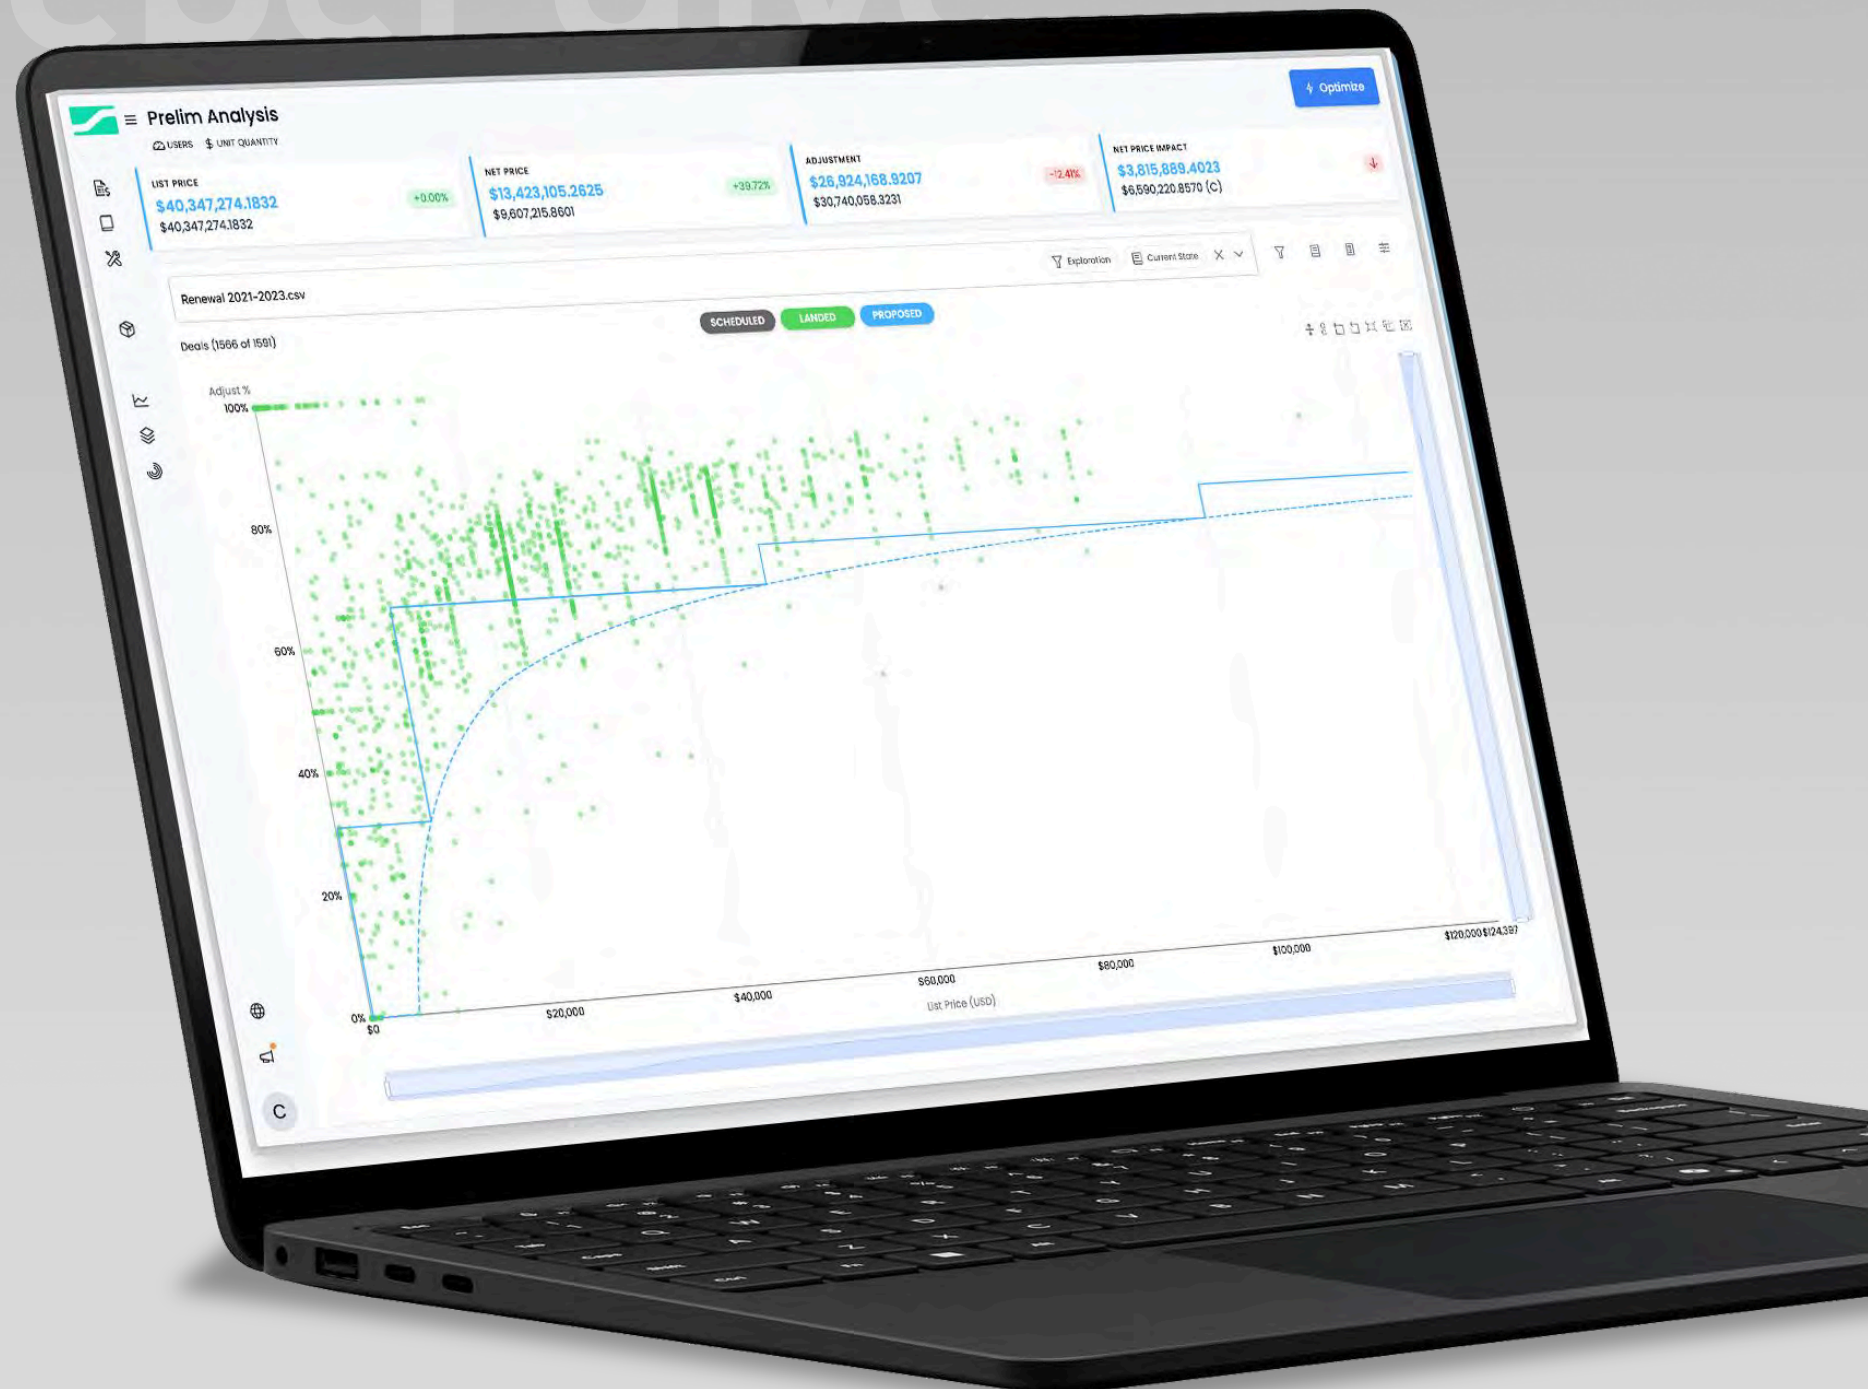 Prelim Analysis
Optimize
USERS $ UNIT QUANTITY
LIST PRICE
$40,347,274.1832
$40,347,274.1832
+0.00%
NET PRICE
$13,423,105.2625
$9,607,215.8601
+39.72%
ADJUSTMENT
$26,924,168.9207
$30,740,058.3231
-12.41%
NET PRICE IMPACT
$3,815,889.4023
$6,590,220.8570 (C)
Renewal 2021-2023.csv
Exploration
Current State
SCHEDULED
LANDED
PROPOSED
Deals (1566 of 1591)
Adjust %
100%
80%
60%
40%
20%
0%
$0
$20,000
$40,000
$60,000
$80,000
$100,000
$120,000 $124,397
List Price (USD)
C